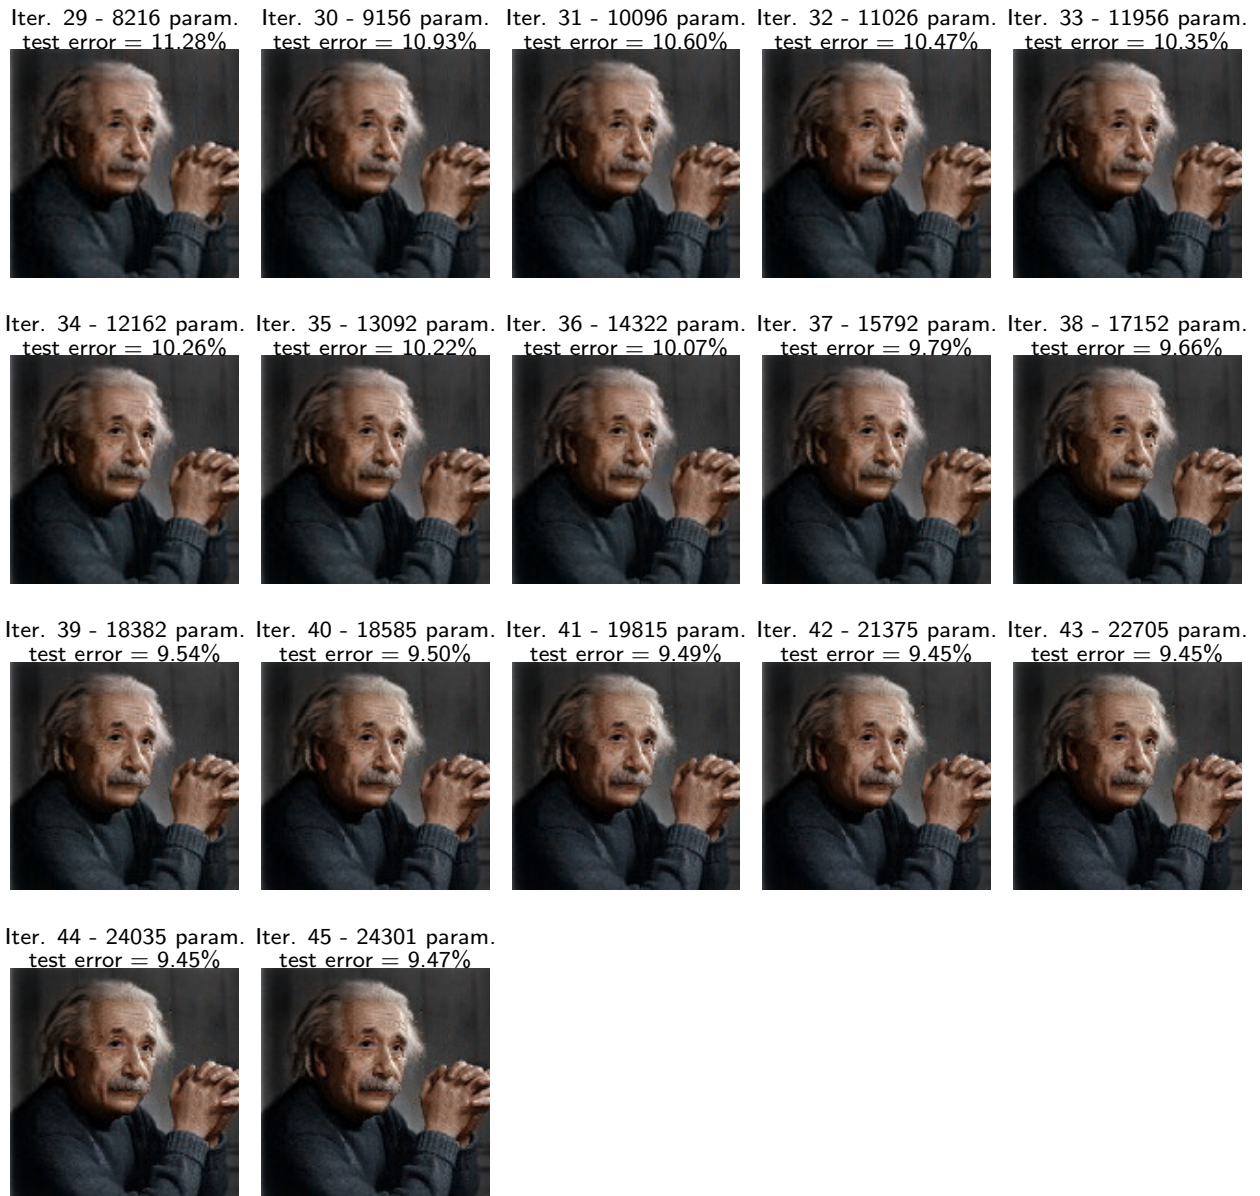 Iter. 29 - 8216 param.
test error = 11.28%
Iter. 30 - 9156 param.
test error = 10.93%
Iter. 31 - 10096 param.
test error = 10.60%
Iter. 32 - 11026 param.
test error = 10.47%
Iter. 33 - 11956 param.
test error = 10.35%
Iter. 34 - 12162 param.
test error = 10.26%
Iter. 35 - 13092 param.
test error = 10.22%
Iter. 36 - 14322 param.
test error = 10.07%
Iter. 37 - 15792 param.
test error = 9.79%
Iter. 38 - 17152 param.
test error = 9.66%
Iter. 39 - 18382 param.
test error = 9.54%
Iter. 40 - 18585 param.
test error = 9.50%
Iter. 41 - 19815 param.
test error = 9.49%
Iter. 42 - 21375 param.
test error = 9.45%
Iter. 43 - 22705 param.
test error = 9.45%
Iter. 44 - 24035 param.
test error = 9.45%
Iter. 45 - 24301 param.
test error = 9.47%